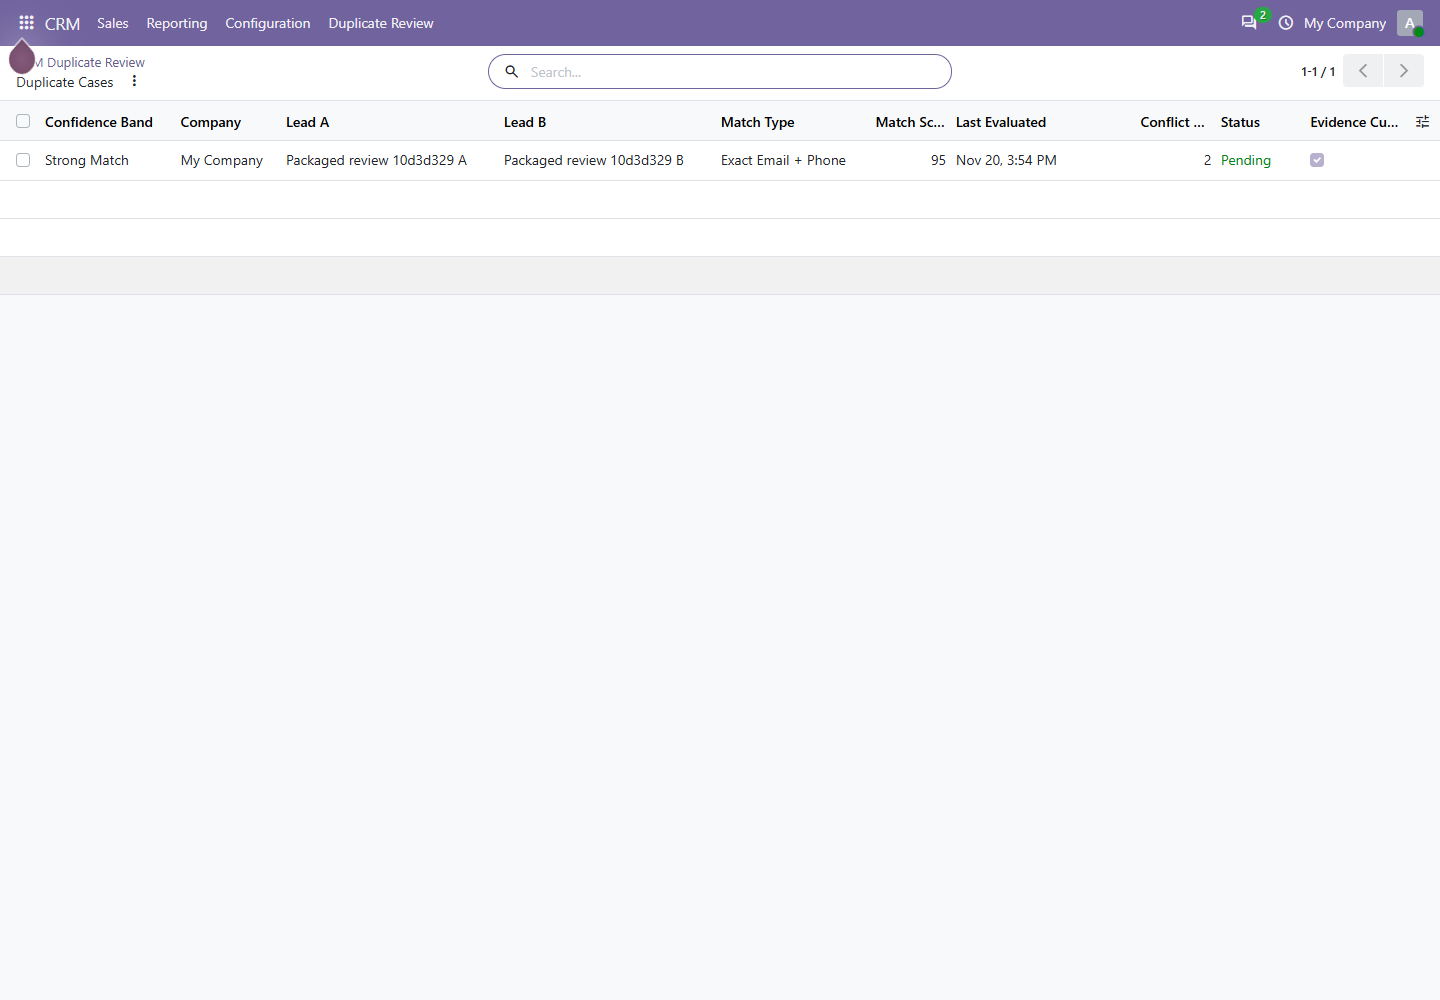 CRM Sales Reporting Configuration Duplicate Review 2 My Company A
M Duplicate Review
Duplicate Cases
Search...
1-1 / 1
Confidence Band Company Lead A Lead B Match Type Match Sc... Last Evaluated Conflict ... Status Evidence Cu...
Strong Match My Company Packaged review 10d3d329 A Packaged review 10d3d329 B Exact Email + Phone 95 Nov 20, 3:54 PM 2 Pending